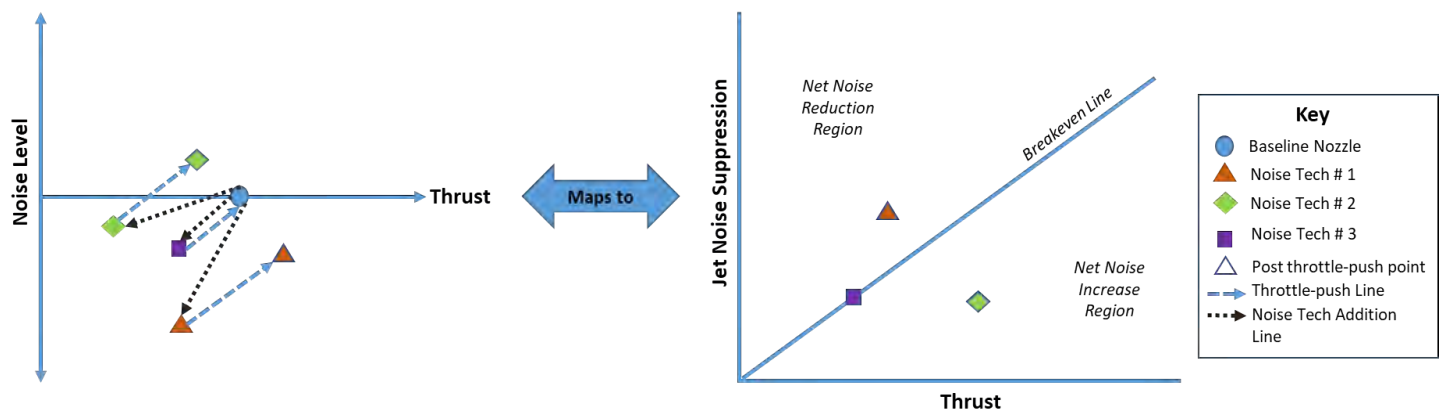 Noise Level
Thrust
Maps to
Jet Noise Suppression
Net Noise
Reduction
Region
Breakeven Line
Net Noise
Increase
Region
Thrust
Key
Baseline Nozzle
Noise Tech # 1
Noise Tech # 2
Noise Tech # 3
Post throttle-push point
Throttle-push Line
Noise Tech Addition
Line